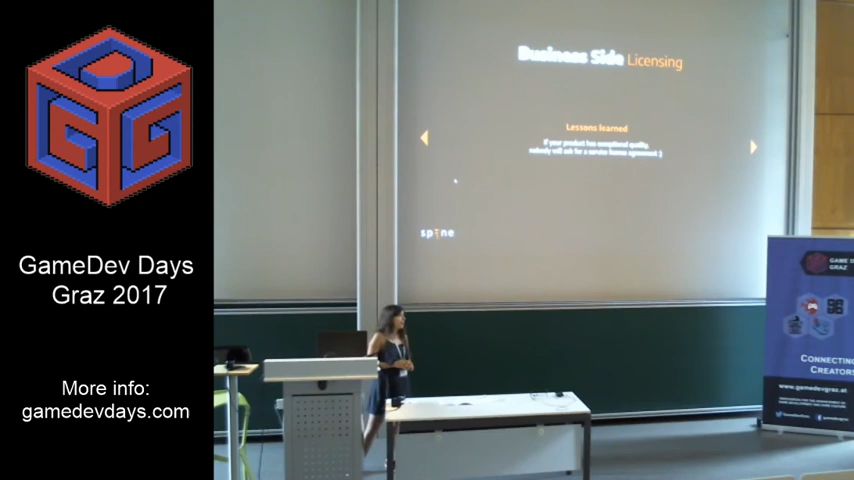 GameDev Days
Graz 2017
More info:
gamedevdays.com
Business Side Licensing
Lessons learned
If your product has exceptional quality,
nobody will ask for a service license agreement :)
spine
GAME D
GRAZ
CONNECTING
CREATORS
www.gamedevgraz.at